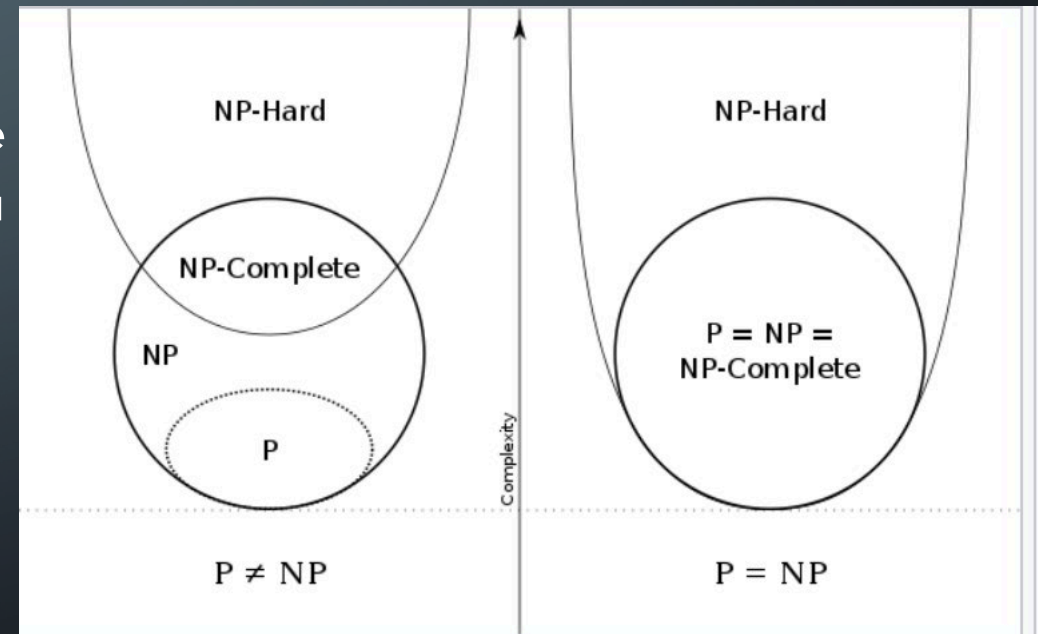 NP-Hard
NP-Complete
NP
P
P ≠ NP
Complexity
NP-Hard
P = NP =
NP-Complete
P = NP